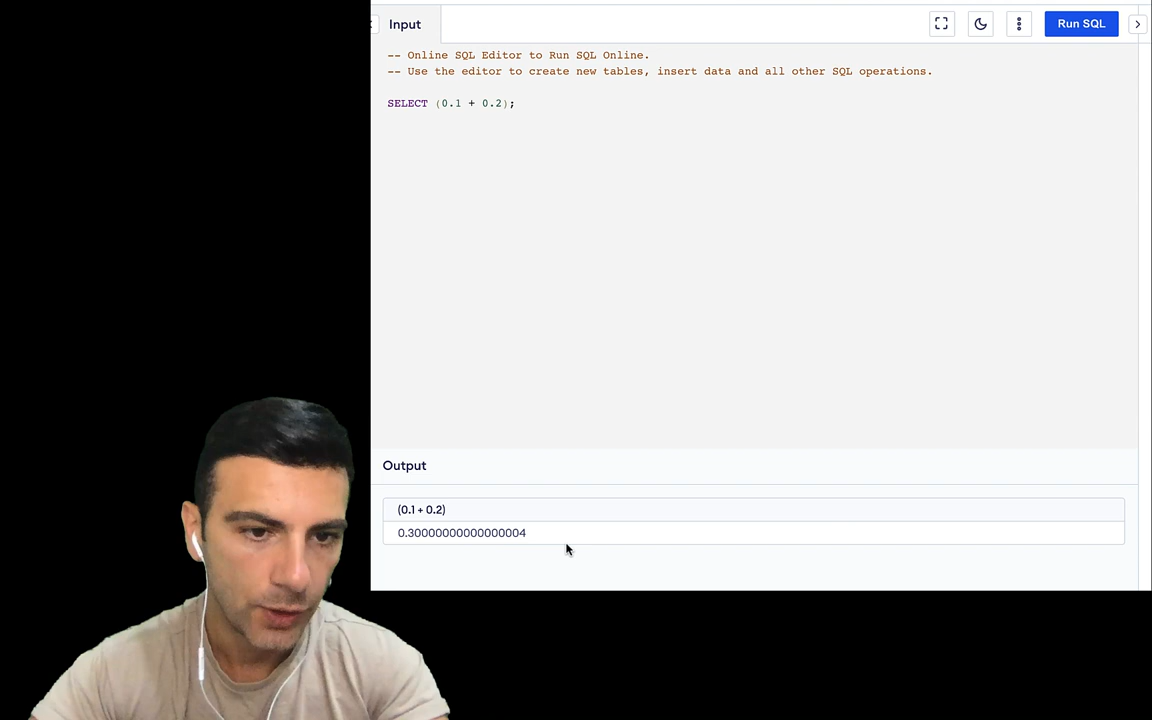 Input
Run SQL
-- Online SQL Editor to Run SQL Online.
-- Use the editor to create new tables, insert data and all other SQL operations.
SELECT (0.1 + 0.2);
Output
(0.1 + 0.2)
0.30000000000000004